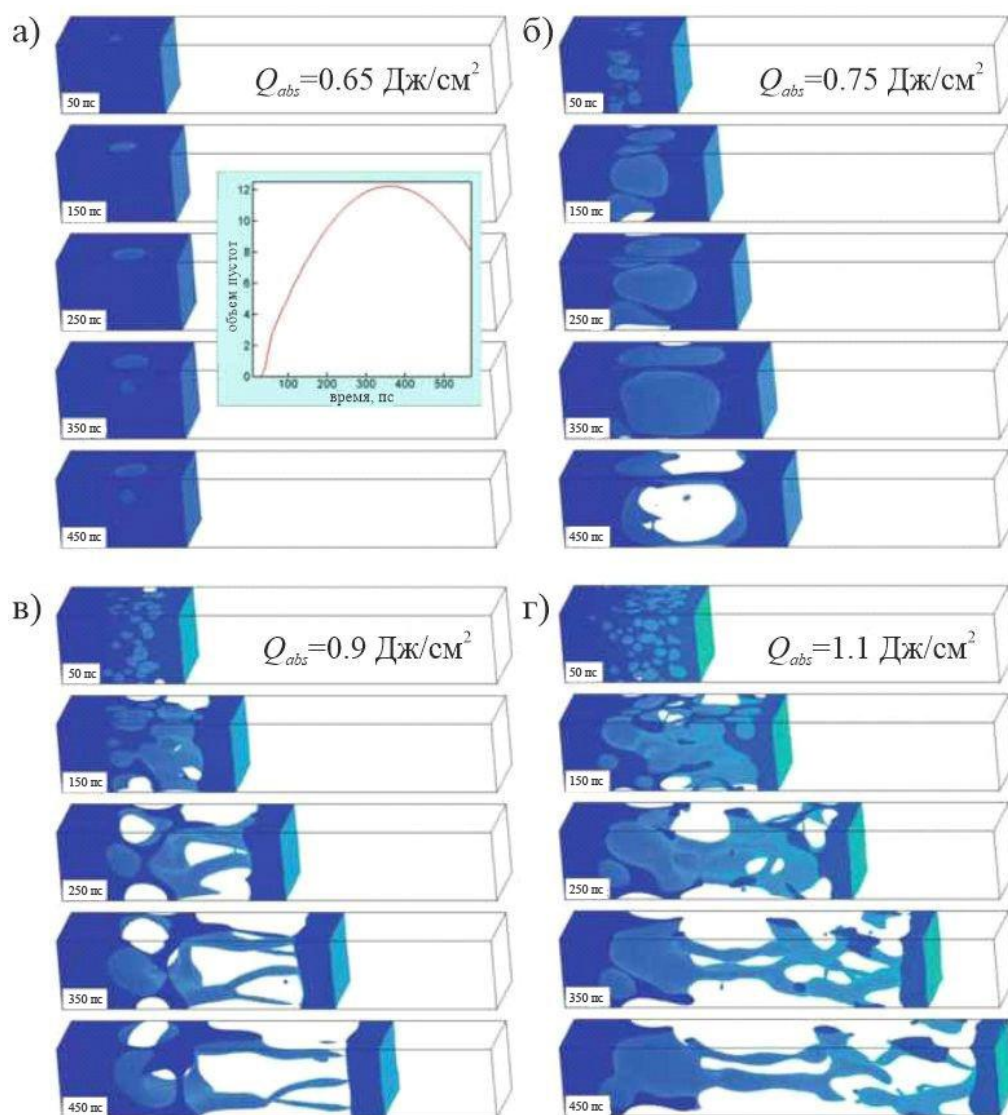 а)
Q_abs=0.65 Дж/см²
50 пс
150 пс
250 пс
350 пс
450 пс
объем пустот
12
10
8
6
4
2
0
100 200 300 400 500
время, пс
б)
Q_abs=0.75 Дж/см²
50 пс
150 пс
250 пс
350 пс
450 пс
в)
Q_abs=0.9 Дж/см²
50 пс
150 пс
250 пс
350 пс
450 пс
г)
Q_abs=1.1 Дж/см²
50 пс
150 пс
250 пс
350 пс
450 пс